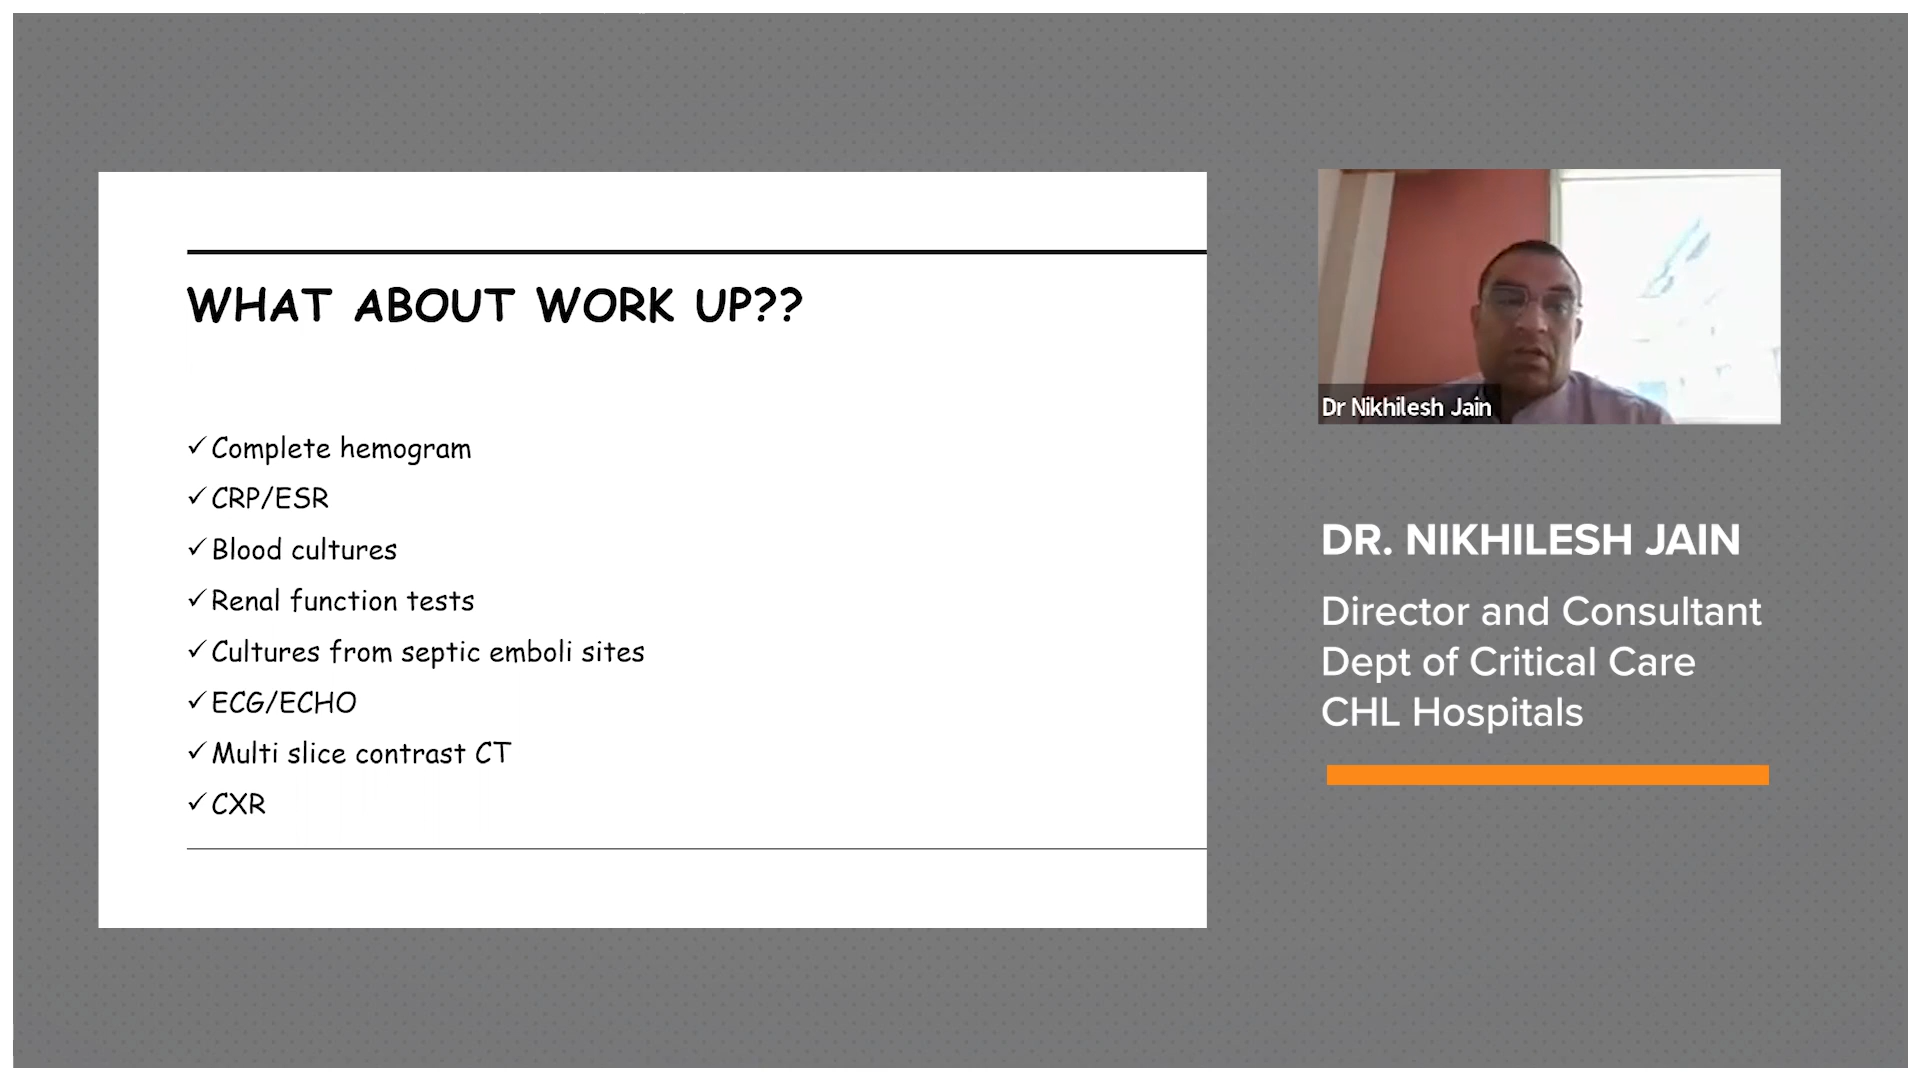 WHAT ABOUT WORK UP??
✓ Complete hemogram
✓ CRP/ESR
✓ Blood cultures
✓ Renal function tests
✓ Cultures from septic emboli sites
✓ ECG/ECHO
✓ Multi slice contrast CT
✓ CXR
Dr Nikhilesh Jain
DR. NIKHILESH JAIN
Director and Consultant
Dept of Critical Care
CHL Hospitals